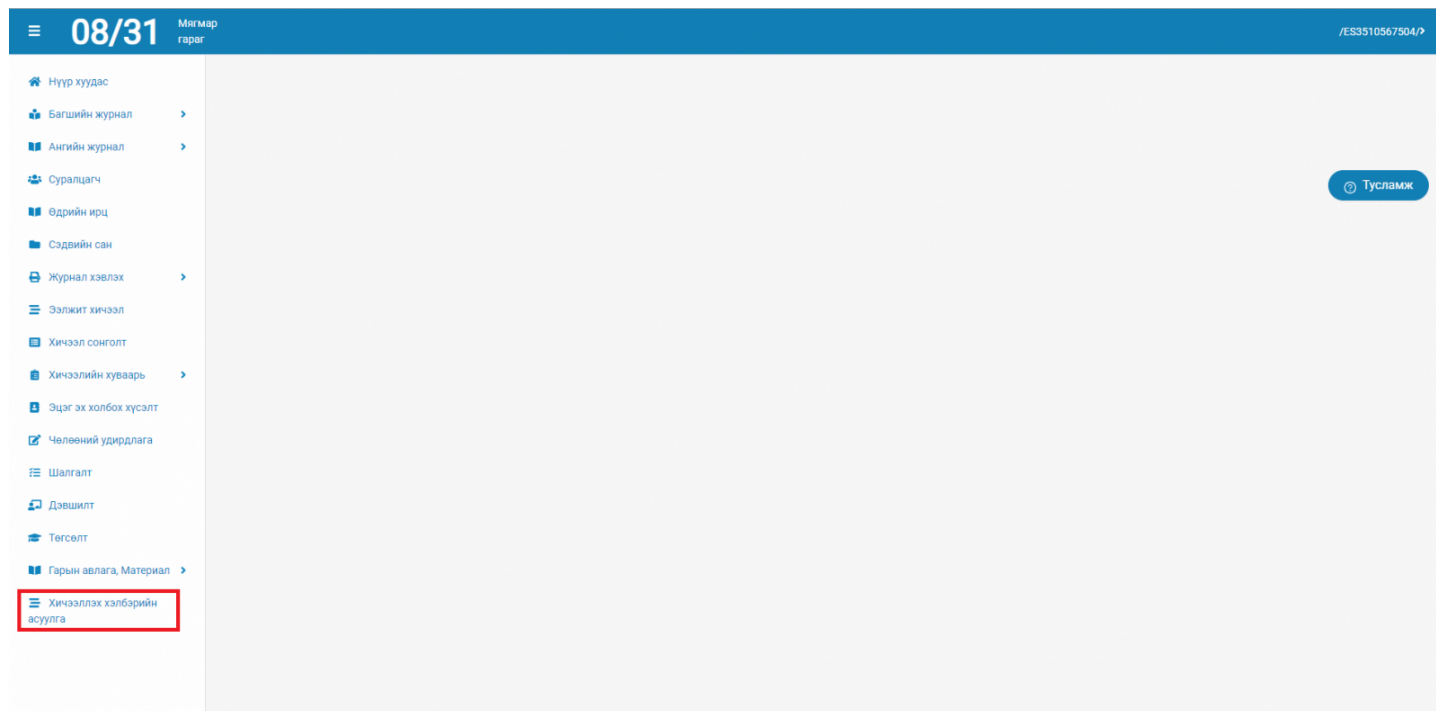 08/31
Мягмар
гараг
/ES3510567504/
Нүүр хуудас
Багшийн журнал
Ангийн журнал
Суралцагч
Тусламж
Өдрийн ирц
Сэдвийн сан
Журнал хэвлэх
Ээлжит хичээл
Хичээл сонголт
Хичээлийн хуваарь
Эцэг эх холбох хүсэлт
Чөлөөний удирдлага
Шалгалт
Дэвшилт
Төгсөлт
Гарын авлага, Материал
Хичээллэх хэлбэрийн
асуулга